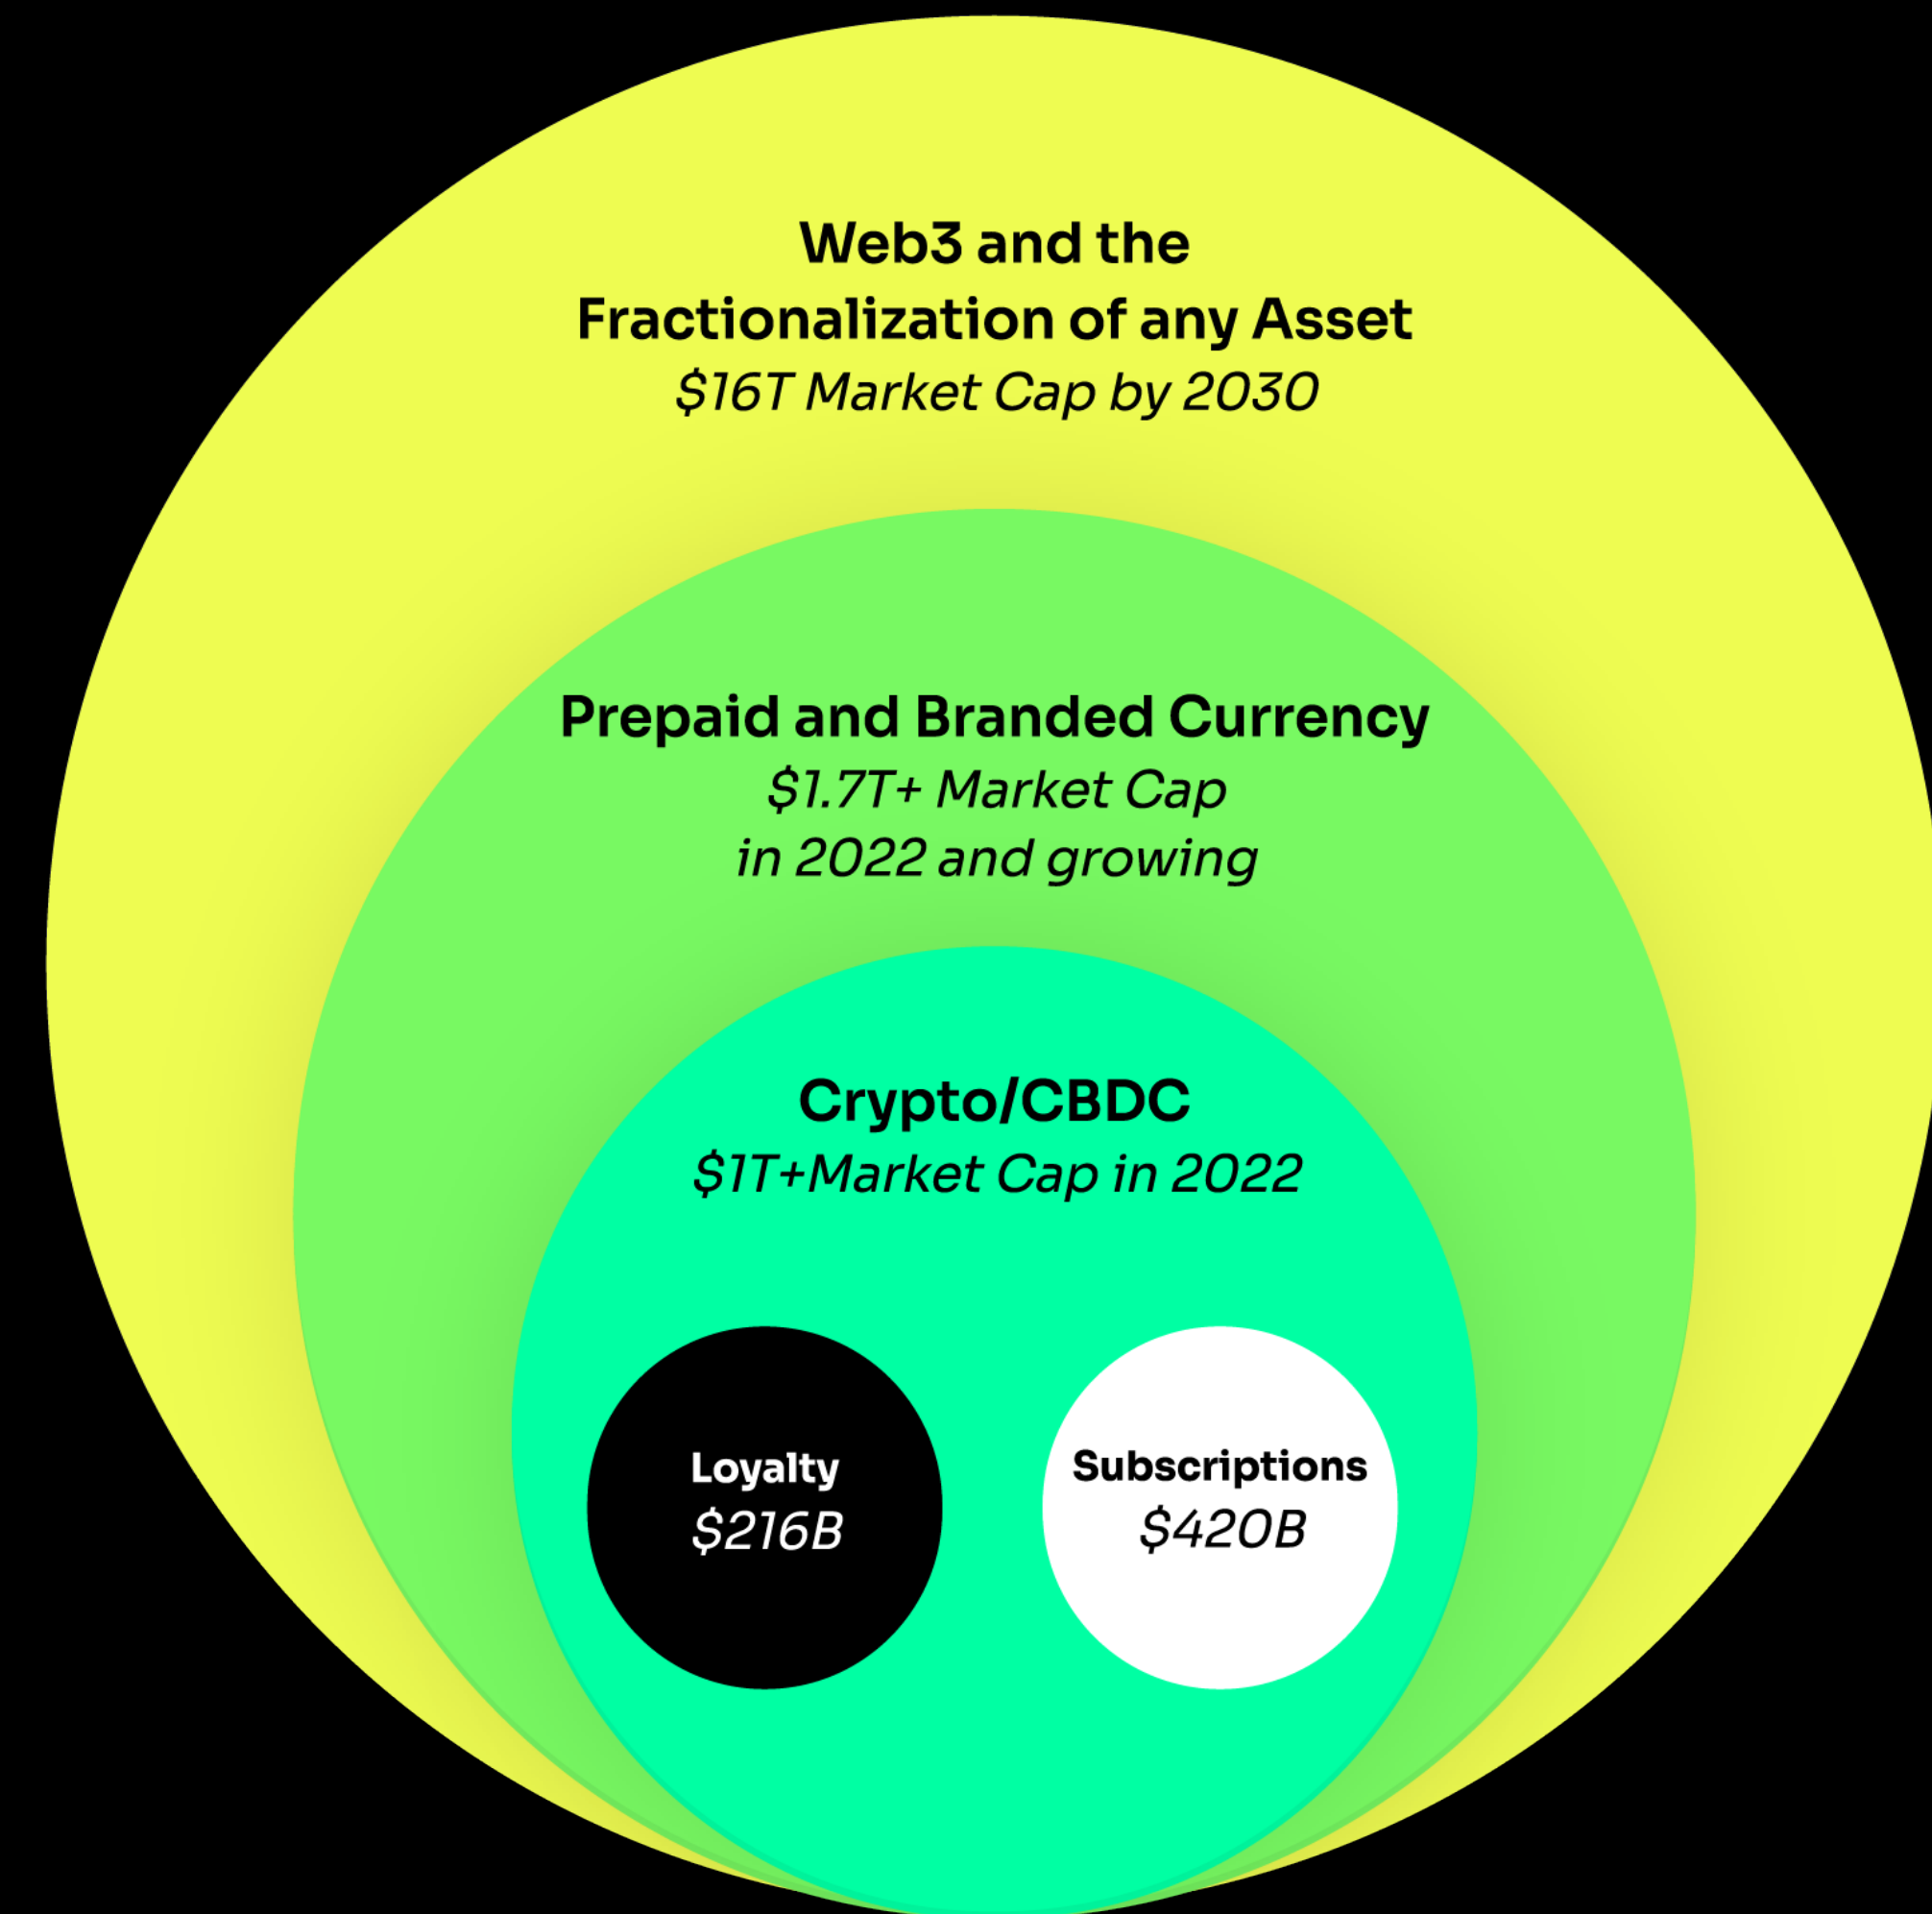 Web3 and the
Fractionalization of any Asset
$16T Market Cap by 2030
Prepaid and Branded Currency
$1.7T+ Market Cap
in 2022 and growing
Crypto/CBDC
$1T+Market Cap in 2022
Loyalty
$216B
Subscriptions
$420B